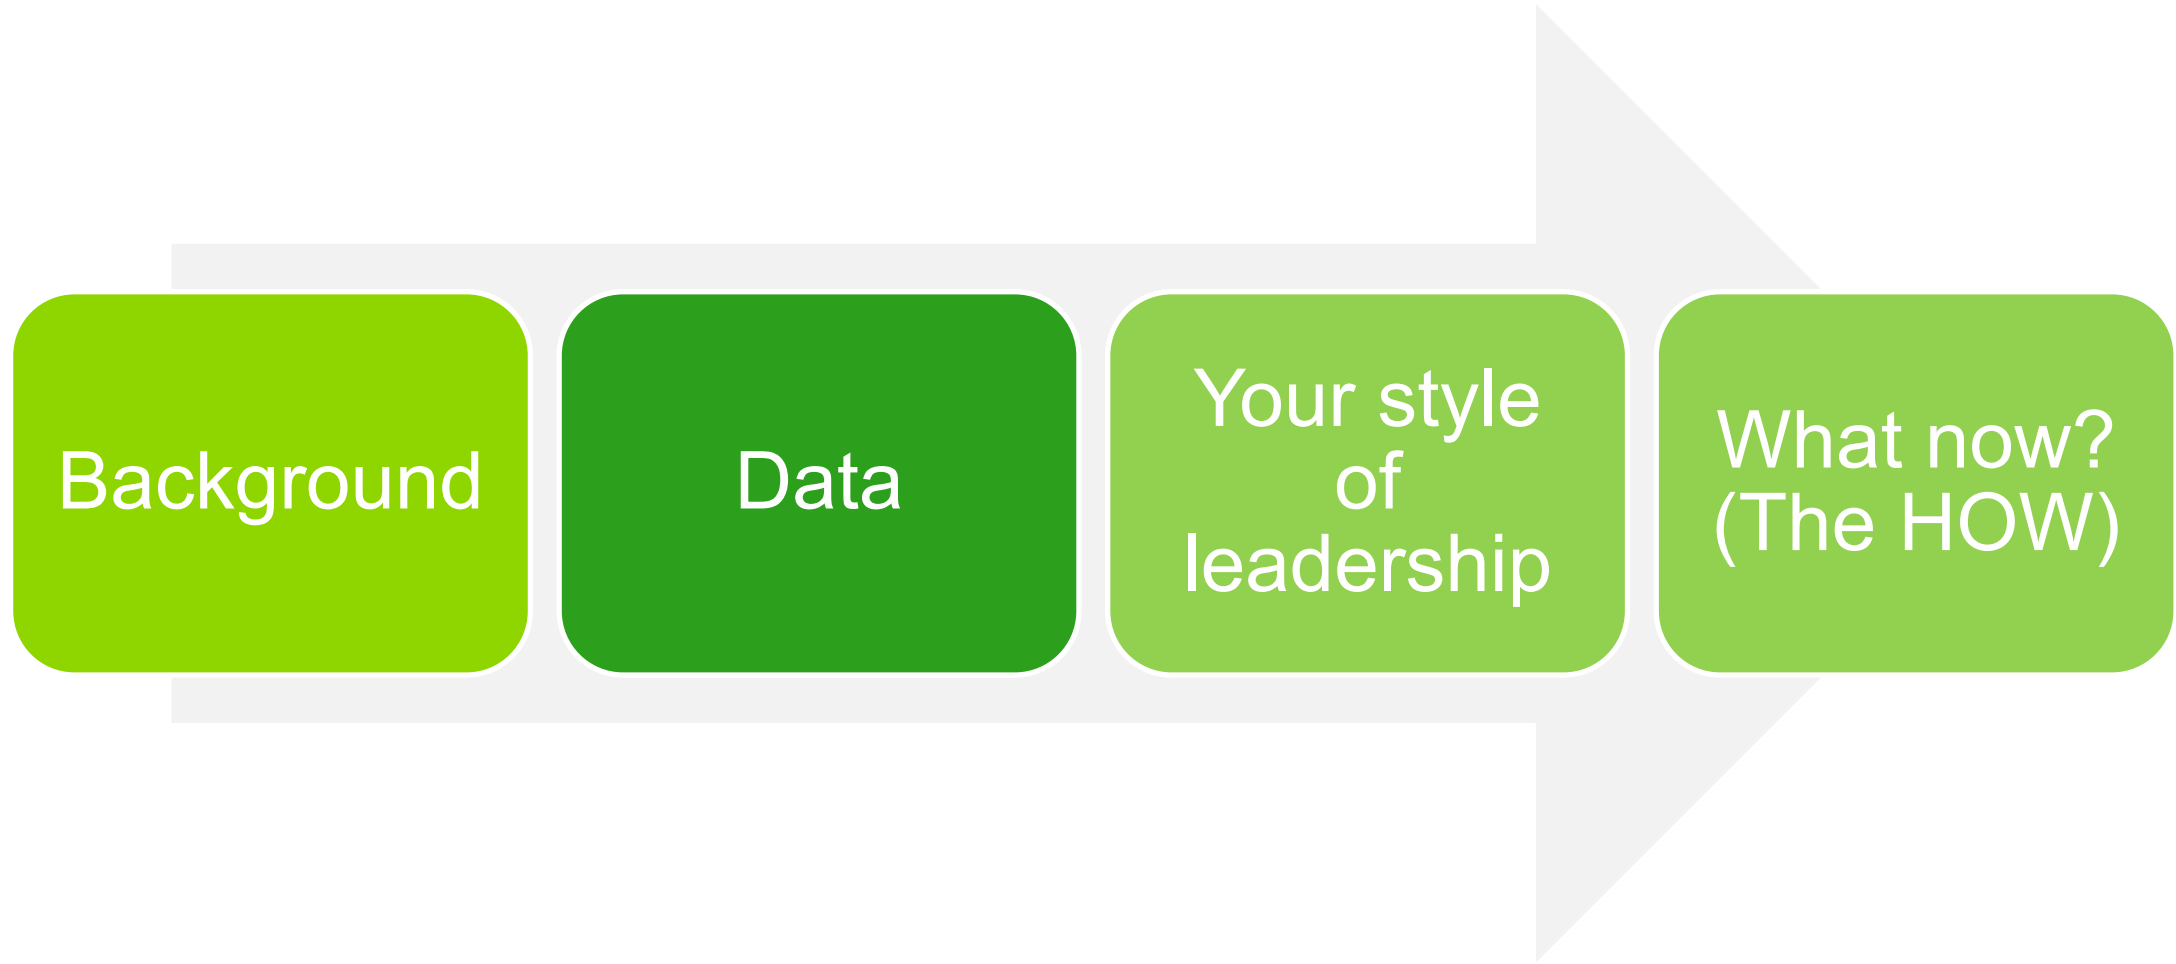 Background
Data
Your style
of
leadership
What now?
(The HOW)